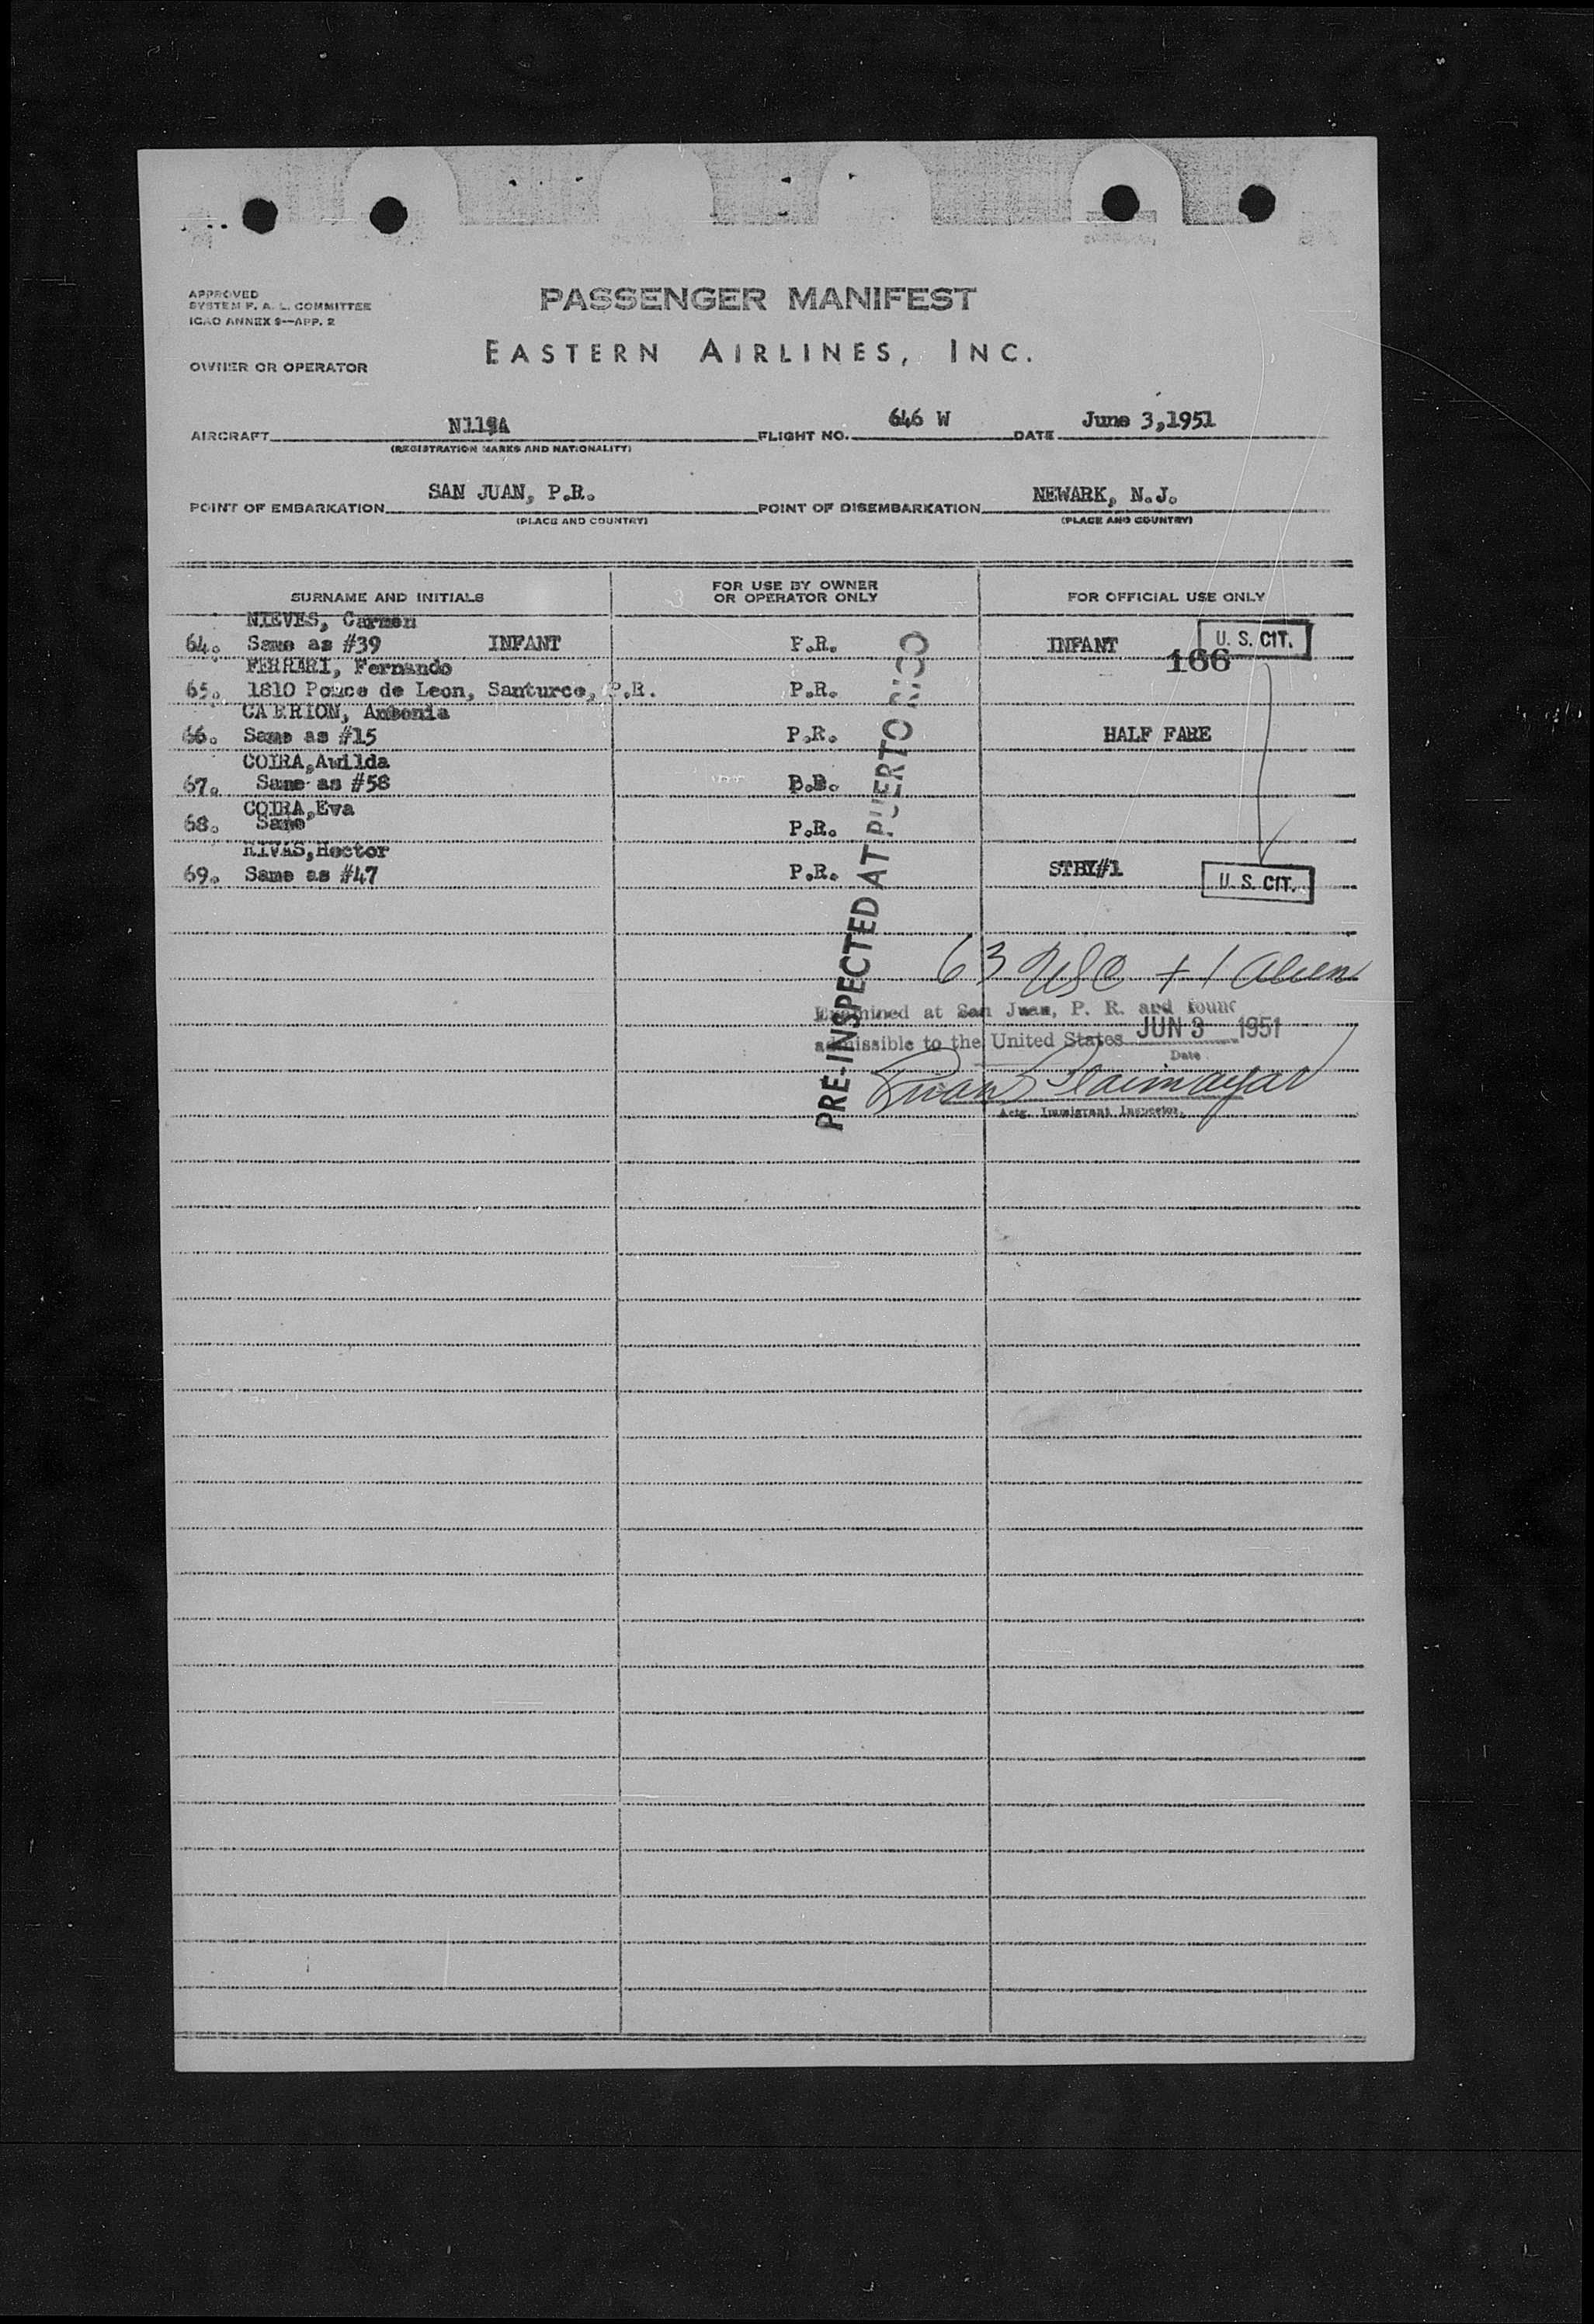 APPROVED
SYSTEM F. A. L. COMMITTEE
ICAO ANNEX 9—APP. 2
PASSENGER MANIFEST
OWNER OR OPERATOR
EASTERN AIRLINES, INC.
AIRCRAFT N119A FLIGHT NO. 646 W DATE June 3,1951
(REGISTRATION MARKS AND NATIONALITY)
POINT OF EMBARKATION SAN JUAN, P.R. POINT OF DISEMBARKATION NEWARK, N.J.
(PLACE AND COUNTRY) (PLACE AND COUNTRY)
SURNAME AND INITIALS FOR USE BY OWNER OR OPERATOR ONLY FOR OFFICIAL USE ONLY
NIEVES, Carmen
64. Same as #39 INFANT P.R. INFANT U. S. CIT.
166
FERRARI, Fernando
65. 1810 Ponce de Leon, Santurce, P.R. P.R.
CARRION, Antonia
66. Same as #15 P.R. HALF FARE
COIRA,Awilda
67. Same as #58 P.R.
COIRA,Eva
68. Same P.R.
RIVAS,Hector
69. Same as #47 P.R. STBY#1 U. S. CIT.
PRE-INSPECTED AT PUERTO RICO
63 USC + 1 alien
Examined at San Juan, P. R. and found
admissible to the United States JUN 3 1951
Date
Juan
Actg. Immigrant Inspector.